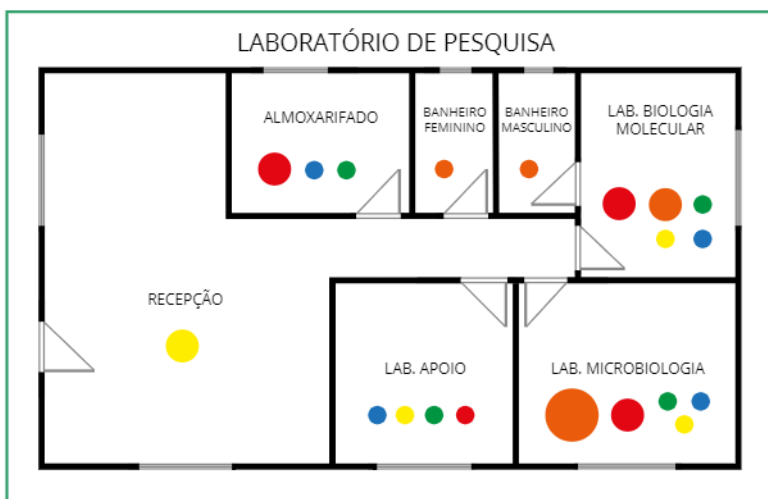 LABORATÓRIO DE PESQUISA
ALMOXARIFADO
BANHEIRO
FEMININO
BANHEIRO
MASCULINO
LAB. BIOLOGIA
MOLECULAR
RECEPÇÃO
LAB. APOIO
LAB. MICROBIOLOGIA